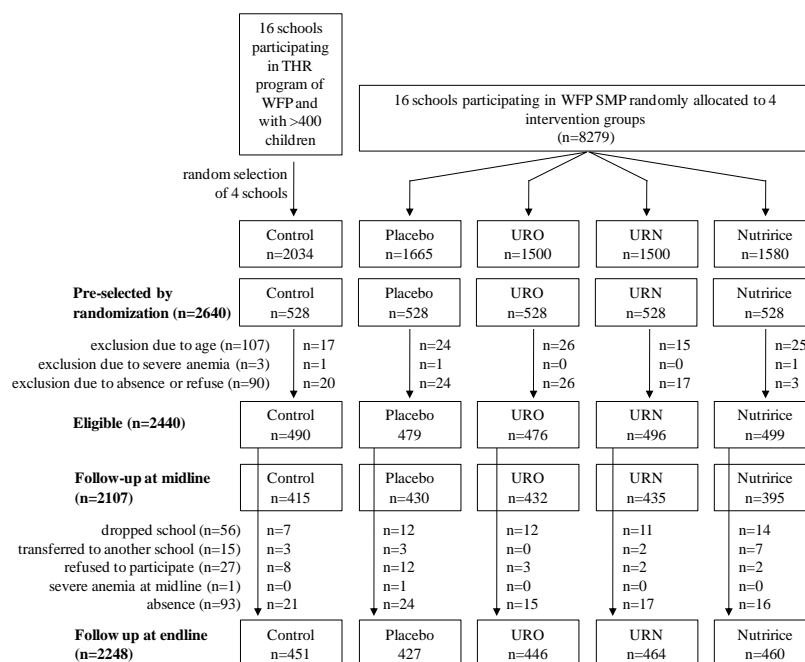 16 schools
participating
in THR
program of
WFP and
with >400
children
16 schools participating in WFP SMP randomly allocated to 4
intervention groups
(n=8279)
random selection
of 4 schools
Control
n=2034
Placebo
n=1665
URO
n=1500
URN
n=1500
Nutririce
n=1580
Pre-selected by
randomization (n=2640)
Control
n=528
Placebo
n=528
URO
n=528
URN
n=528
Nutririce
n=528
exclusion due to age (n=107) n=17 n=24 n=26 n=15 n=25
exclusion due to severe anemia (n=3) n=1 n=1 n=0 n=0 n=1
exclusion due to absence or refuse (n=90) n=20 n=24 n=26 n=17 n=3
Eligible (n=2440)
Control
n=490
Placebo
479
URO
n=476
URN
n=496
Nutririce
n=499
Follow-up at midline
(n=2107)
Control
n=415
Placebo
n=430
URO
n=432
URN
n=435
Nutririce
n=395
dropped school (n=56) n=7 n=12 n=12 n=11 n=14
transferred to another school (n=15) n=3 n=3 n=0 n=2 n=7
refused to participate (n=27) n=8 n=12 n=3 n=2 n=2
severe anemia at midline (n=1) n=0 n=1 n=0 n=0 n=0
absence (n=93) n=21 n=24 n=15 n=17 n=16
Follow up at endline
(n=2248)
Control
n=451
Placebo
427
URO
n=446
URN
n=464
Nutririce
n=460